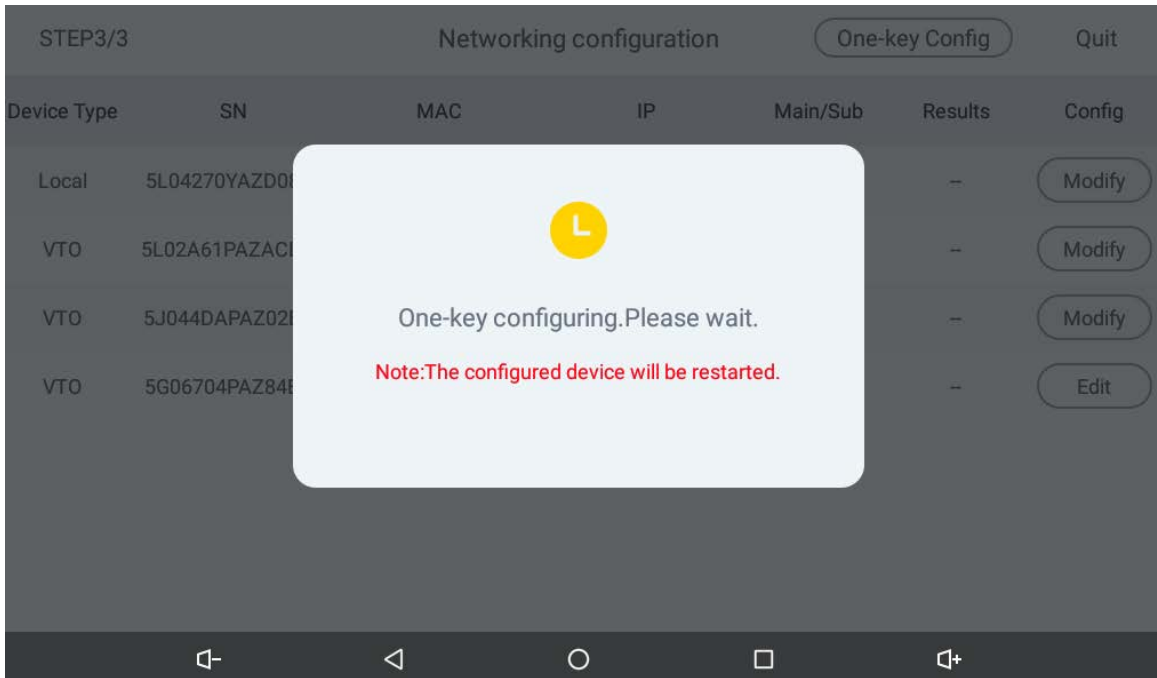 STEP3/3 Networking configuration One-key Config Quit
Device Type SN MAC IP Main/Sub Results Config
Local -- Modify
VTO -- Modify
VTO -- Modify
VTO -- Edit
One-key configuring.Please wait.
Note:The configured device will be restarted.